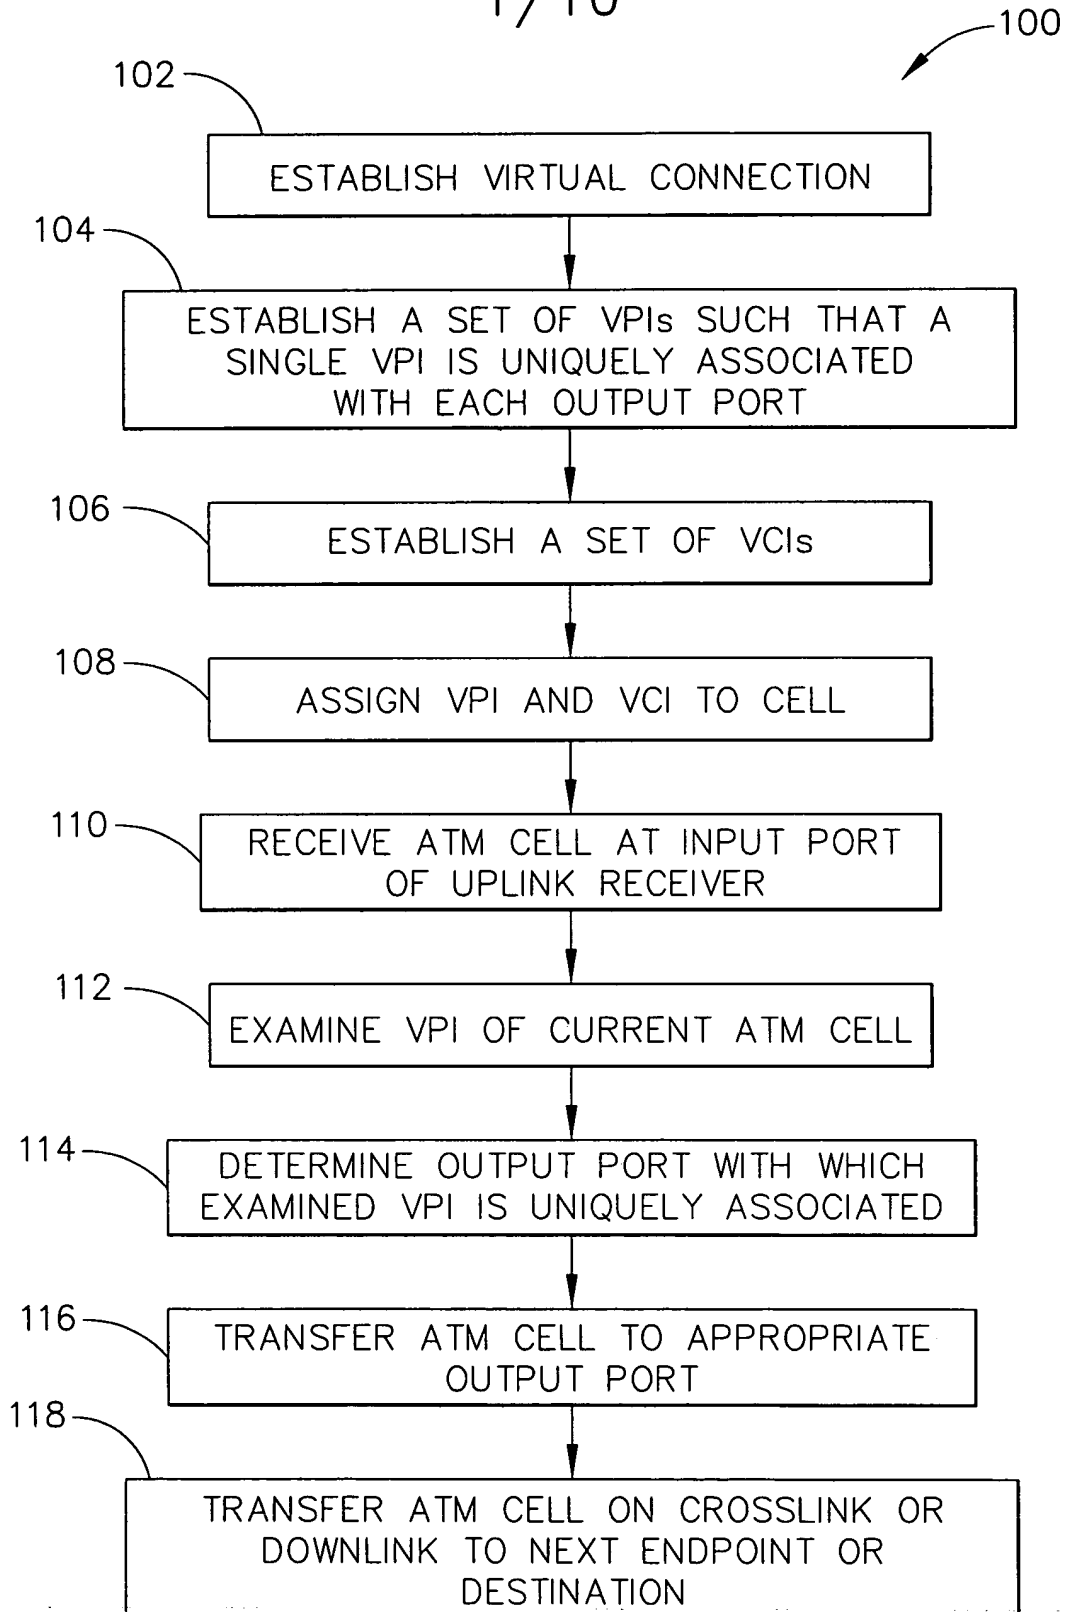 1/10
100
102
ESTABLISH VIRTUAL CONNECTION
104
ESTABLISH A SET OF VPIs SUCH THAT A
SINGLE VPI IS UNIQUELY ASSOCIATED
WITH EACH OUTPUT PORT
106
ESTABLISH A SET OF VCIs
108
ASSIGN VPI AND VCI TO CELL
110
RECEIVE ATM CELL AT INPUT PORT
OF UPLINK RECEIVER
112
EXAMINE VPI OF CURRENT ATM CELL
114
DETERMINE OUTPUT PORT WITH WHICH
EXAMINED VPI IS UNIQUELY ASSOCIATED
116
TRANSFER ATM CELL TO APPROPRIATE
OUTPUT PORT
118
TRANSFER ATM CELL ON CROSSLINK OR
DOWNLINK TO NEXT ENDPOINT OR
DESTINATION